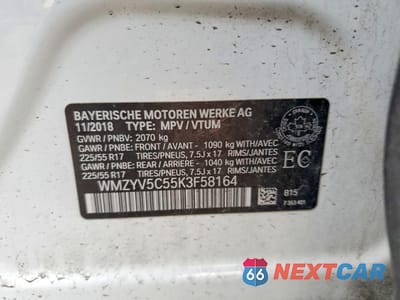 BAYERISCHE MOTOREN WERKE AG
11/2018 TYPE: MPV / VTUM
GVWR / PNBV: 2070 kg
GAWR / PNBE: FRONT / AVANT - 1090 kg WITH/AVEC
225/55 R17 TIRES/PNEUS, 7.5J x 17 RIMS/JANTES
GAWR / PNBE: REAR / ARRIERE - 1040 kg WITH/AVEC
225/55 R17 TIRES/PNEUS, 7.5J x 17 RIMS/JANTES
WMZYV5C55K3F58164
EC
B15
66 NEXTCAR